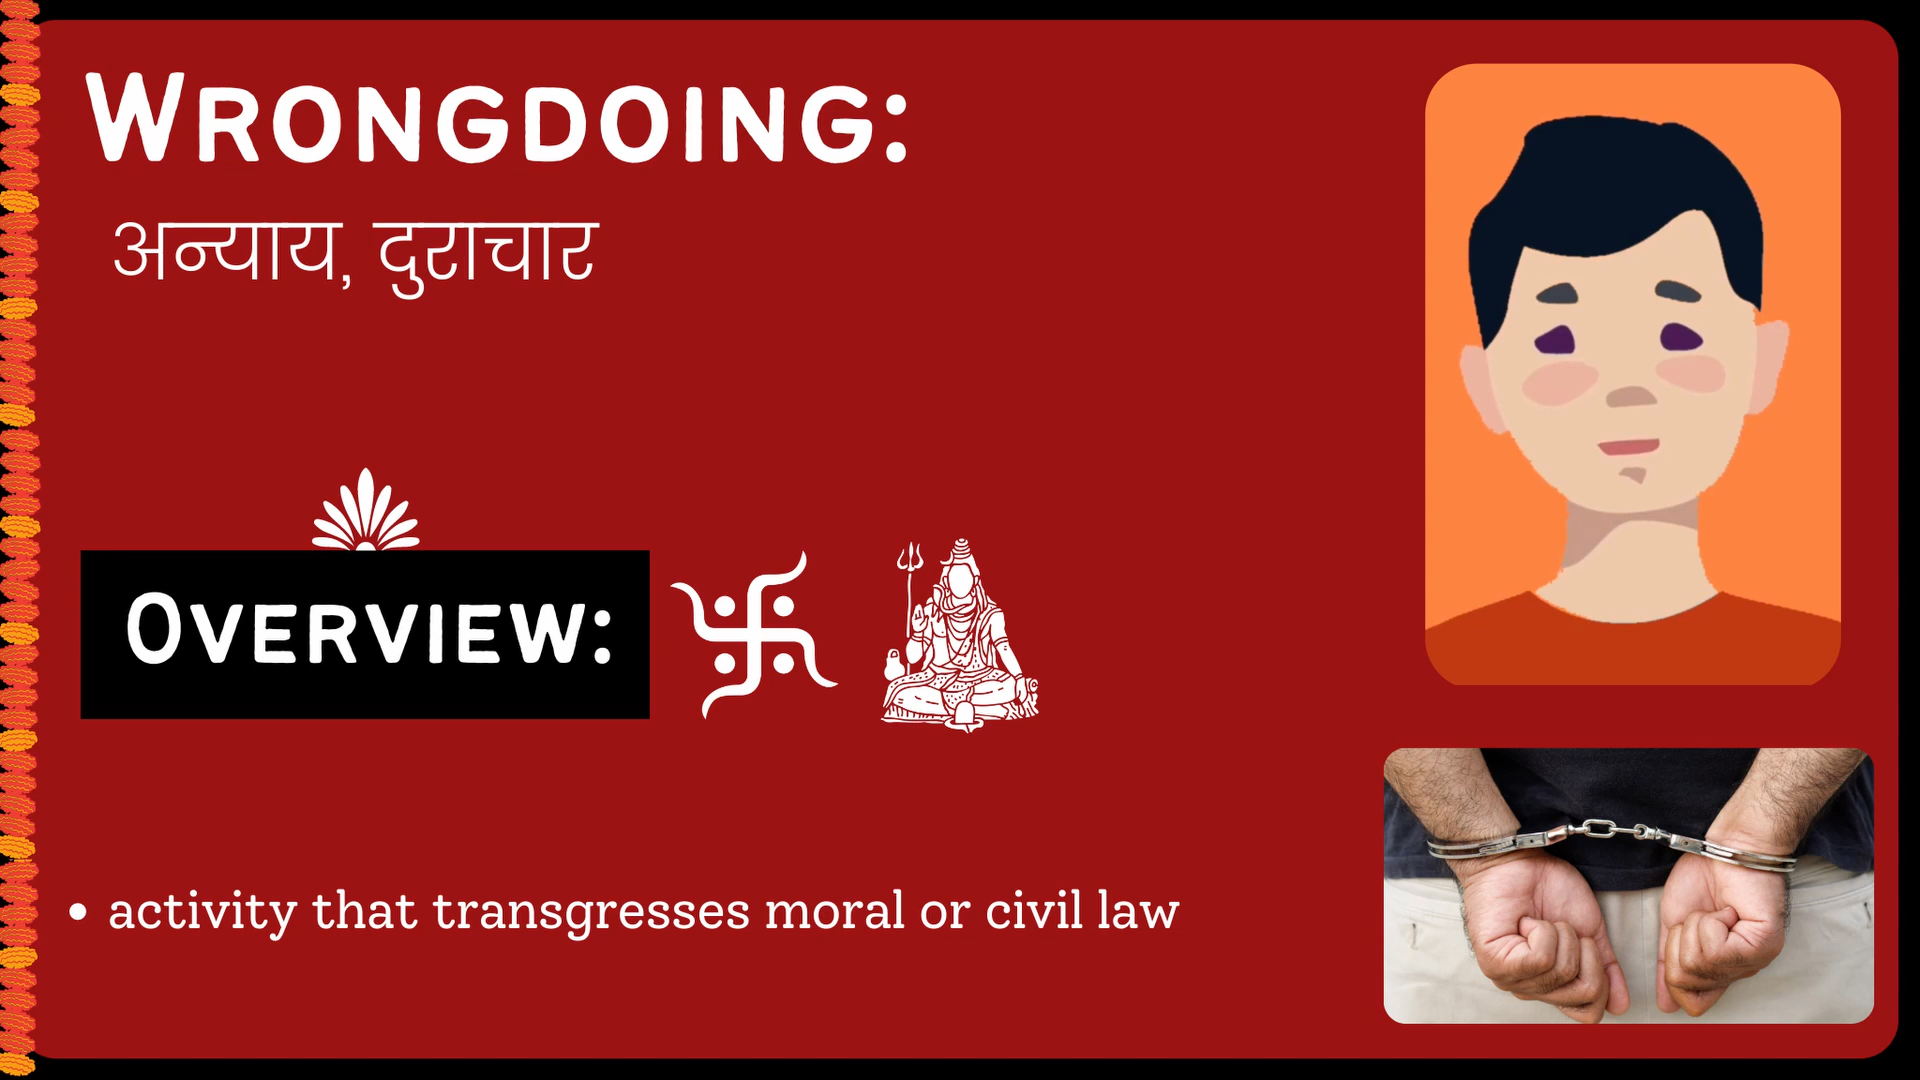 WRONGDOING:
अन्याय, दुराचार
OVERVIEW:
• activity that transgresses moral or civil law